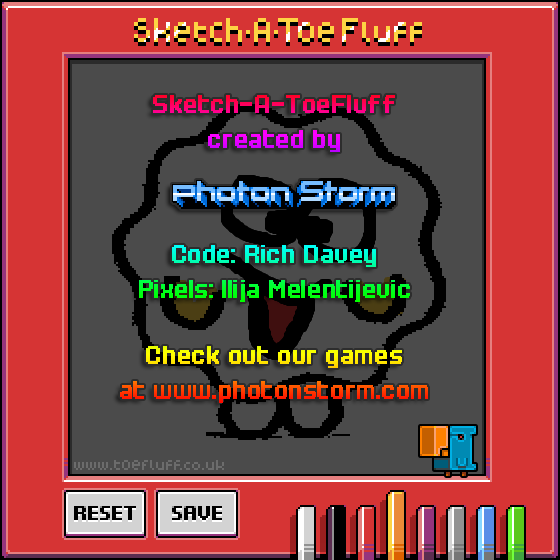 Sketch-A-Toe Fluff
Sketch-A-ToeFluff
created by
Photon Storm
Code: Rich Davey
Pixels: Ilija Melentijevic
Check out our games
at www.photonstorm.com
www.toefluff.co.uk
RESET SAVE